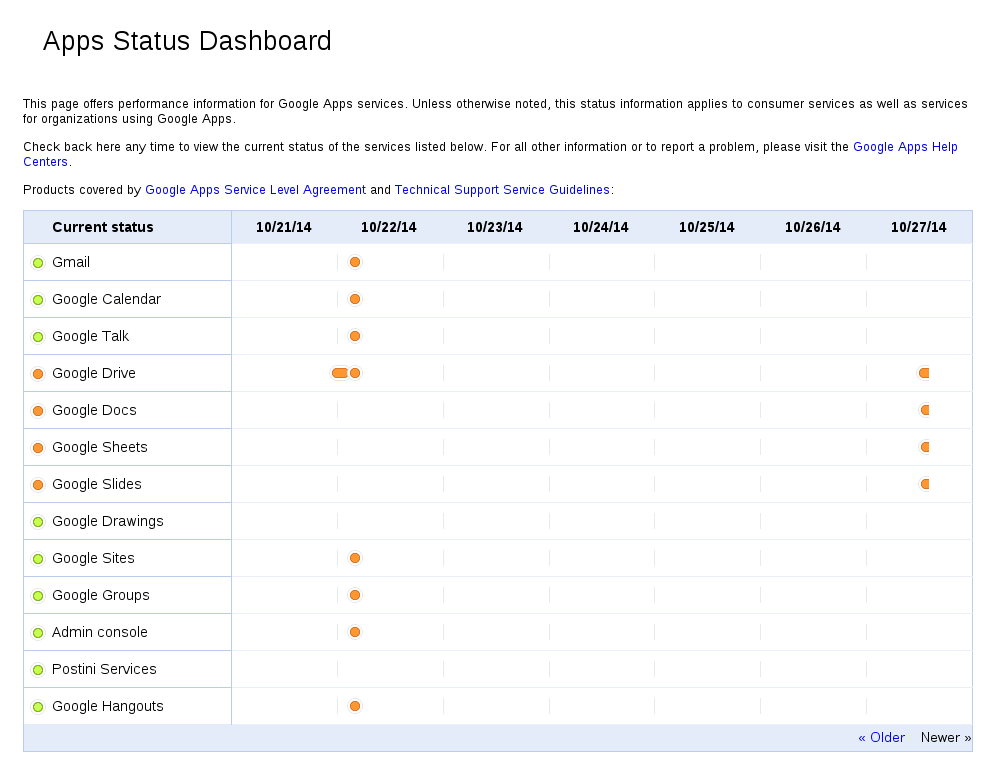 Apps Status Dashboard
This page offers performance information for Google Apps services. Unless otherwise noted, this status information applies to consumer services as well as services
for organizations using Google Apps.
Check back here any time to view the current status of the services listed below. For all other information or to report a problem, please visit the Google Apps Help
Centers.
Products covered by Google Apps Service Level Agreement and Technical Support Service Guidelines:
Current status 10/21/14 10/22/14 10/23/14 10/24/14 10/25/14 10/26/14 10/27/14
Gmail
Google Calendar
Google Talk
Google Drive
Google Docs
Google Sheets
Google Slides
Google Drawings
Google Sites
Google Groups
Admin console
Postini Services
Google Hangouts
« Older Newer »